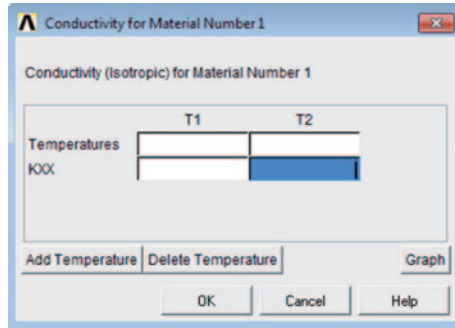 Conductivity for Material Number 1
Conductivity (Isotropic) for Material Number 1
T1 T2
Temperatures
KXX
Add Temperature Delete Temperature Graph
OK Cancel Help